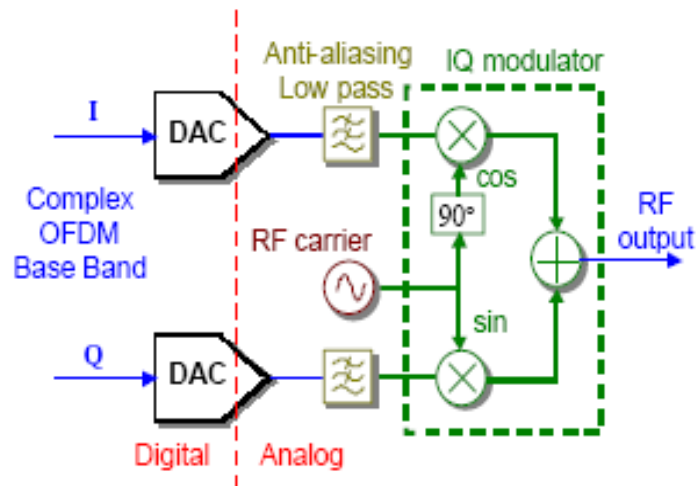 Anti-aliasing
Low pass
IQ modulator
I
DAC
cos
Complex
OFDM
Base Band
90°
RF carrier
RF
output
sin
Q
DAC
Digital
Analog